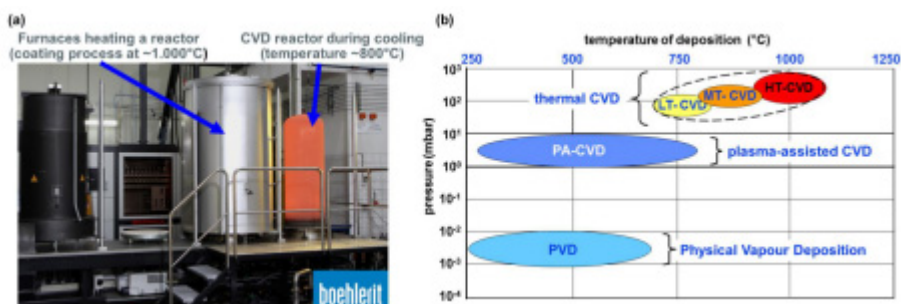 (a)
Furnaces heating a reactor
(coating process at ~1.000°C)
CVD reactor during cooling
(temperature ~800°C)
boehlerit
(b)
temperature of deposition (°C)
250 500 750 1000 1250
pressure (mbar)
10³
10²
10¹
10⁰
10⁻¹
10⁻²
10⁻³
10⁻⁴
thermal CVD
LT- CVD
MT- CVD
HT-CVD
PA-CVD
plasma-assisted CVD
PVD
Physical Vapour Deposition